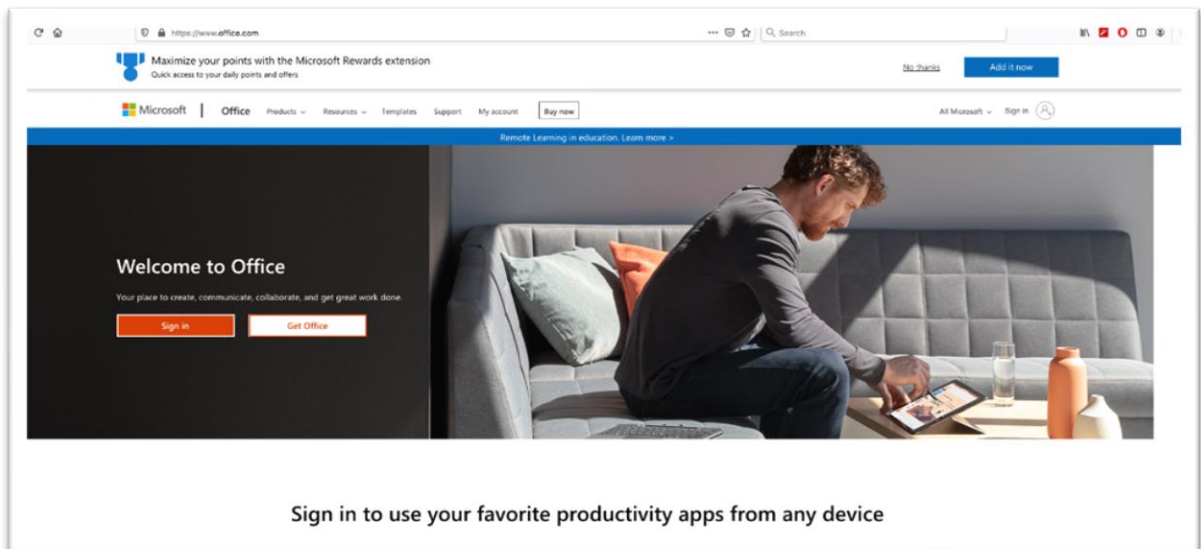 https://www.office.com
Search
Maximize your points with the Microsoft Rewards extension
Quick access to your daily points and offers
No thanks
Add it now
Microsoft | Office Products Resources Templates Support My account Buy now All Microsoft Sign in
Remote Learning in education. Learn more >
Welcome to Office
Your place to create, communicate, collaborate, and get great work done.
Sign in Get Office
Sign in to use your favorite productivity apps from any device